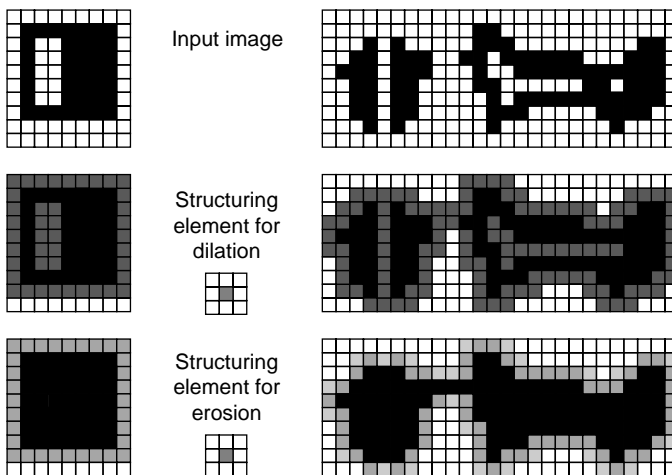 Input image
Structuring
element for
dilation
Structuring
element for
erosion